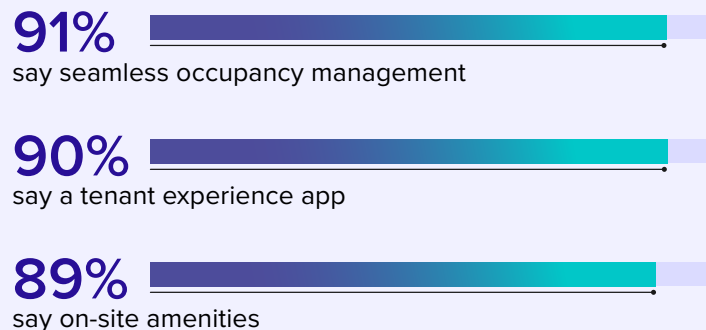 91%
say seamless occupancy management
90%
say a tenant experience app
89%
say on-site amenities